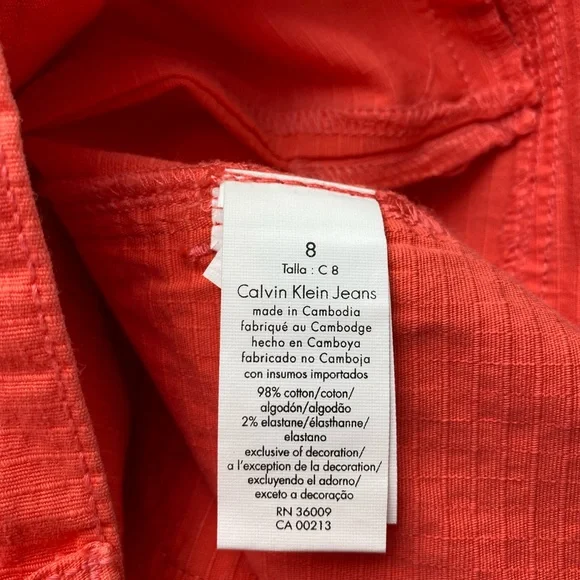 8
Talla : C 8
Calvin Klein Jeans
made in Cambodia
fabriqué au Cambodge
hecho en Camboya
fabricado no Camboja
con insumos importados
98% cotton/coton/
algodón/algodão
2% elastane/élasthanne/
elastano
exclusive of decoration/
a l'exception de la decoration/
excluyendo el adorno/
exceto a decoração
RN 36009
CA 00213